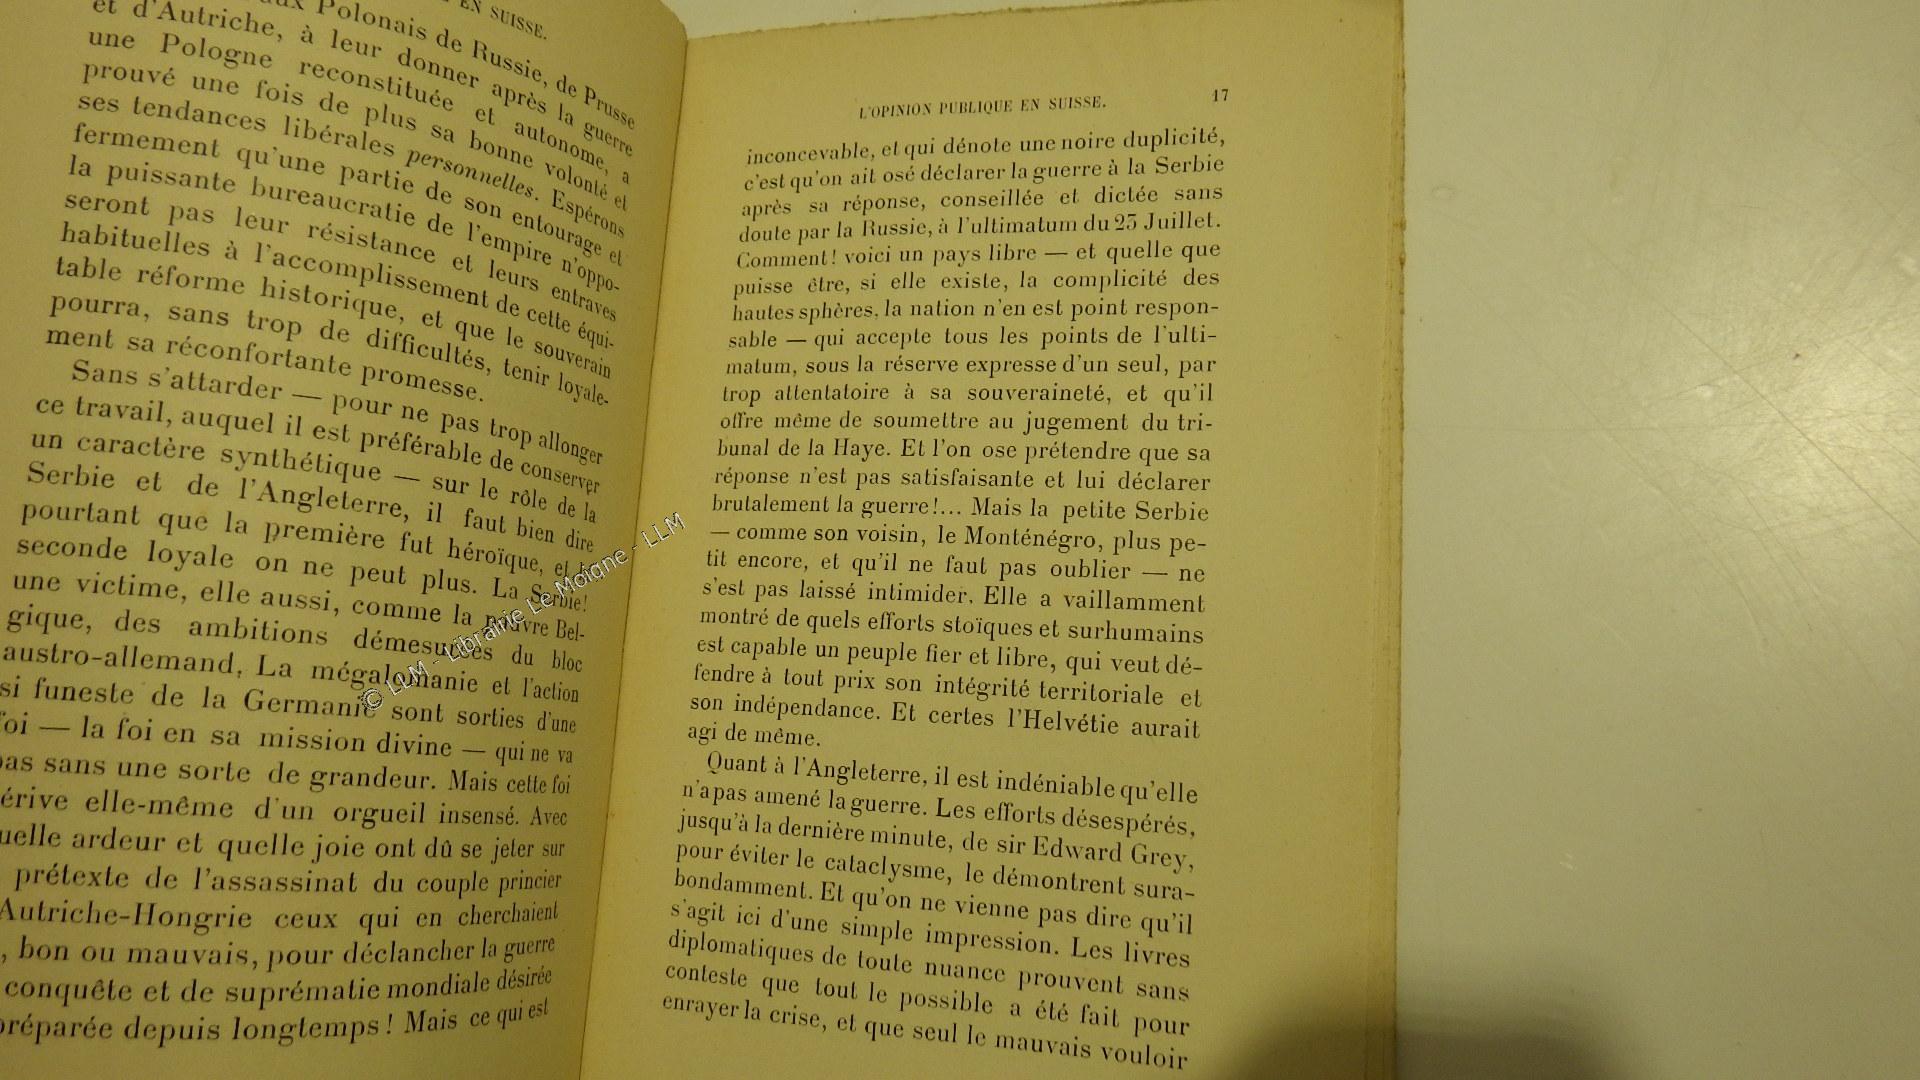 EN SUISSE.
aux Polonais de Russie, de Prusse
et d'Autriche, à leur donner après la guerre
une Pologne reconstituée et autonome, a
prouvé une fois de plus sa bonne volonté et
ses tendances libérales personnelles. Espérons
fermement qu'une partie de son entourage et
la puissante bureaucratie de l'empire n'oppo-
seront pas leur résistance et leurs entraves
habituelles à l'accomplissement de cette équi-
table réforme historique, et que le souverain
pourra, sans trop de difficultés, tenir loyale-
ment sa réconfortante promesse.
Sans s'attarder — pour ne pas trop allonger
ce travail, auquel il est préférable de conserver
un caractère synthétique — sur le rôle de la
Serbie et de l'Angleterre, il faut bien dire
pourtant que la première fut héroïque, et la
seconde loyale on ne peut plus. La Serbie!
une victime, elle aussi, comme la pauvre Bel-
gique, des ambitions démesurées du bloc
austro-allemand. La mégalomanie et l'action
si funeste de la Germanie sont sorties d'une
foi — la foi en sa mission divine — qui ne va
pas sans une sorte de grandeur. Mais cette foi
érive elle-même d'un orgueil insensé. Avec
uelle ardeur et quelle joie ont dû se jeter sur
prétexte de l'assassinat du couple princier
Autriche-Hongrie ceux qui en cherchaient
, bon ou mauvais, pour déclancher la guerre
conquête et de suprématie mondiale désirée
préparée depuis longtemps! Mais ce qui est
© LLM - Librairie Le Moigne - LLM
L'OPINION PUBLIQUE EN SUISSE. 17
inconcevable, et qui dénote une noire duplicité,
c'est qu'on ait osé déclarer la guerre à la Serbie
après sa réponse, conseillée et dictée sans
doute par la Russie, à l'ultimatum du 23 Juillet.
Comment! voici un pays libre — et quelle que
puisse être, si elle existe, la complicité des
hautes sphères, la nation n'en est point respon-
sable — qui accepte tous les points de l'ulti-
matum, sous la réserve expresse d'un seul, par
trop attentatoire à sa souveraineté, et qu'il
offre même de soumettre au jugement du tri-
bunal de la Haye. Et l'on ose prétendre que sa
réponse n'est pas satisfaisante et lui déclarer
brutalement la guerre!... Mais la petite Serbie
— comme son voisin, le Monténégro, plus pe-
tit encore, et qu'il ne faut pas oublier — ne
s'est pas laissé intimider. Elle a vaillamment
montré de quels efforts stoïques et surhumains
est capable un peuple fier et libre, qui veut dé-
fendre à tout prix son intégrité territoriale et
son indépendance. Et certes l'Helvétie aurait
agi de même.
Quant à l'Angleterre, il est indéniable qu'elle
n'a pas amené la guerre. Les efforts désespérés,
jusqu'à la dernière minute, de sir Edward Grey,
pour éviter le cataclysme, le démontrent sura-
bondamment. Et qu'on ne vienne pas dire qu'il
s'agit ici d'une simple impression. Les livres
diplomatiques de toute nuance prouvent sans
conteste que tout le possible a été fait pour
enrayer la crise, et que seul le mauvais vouloir